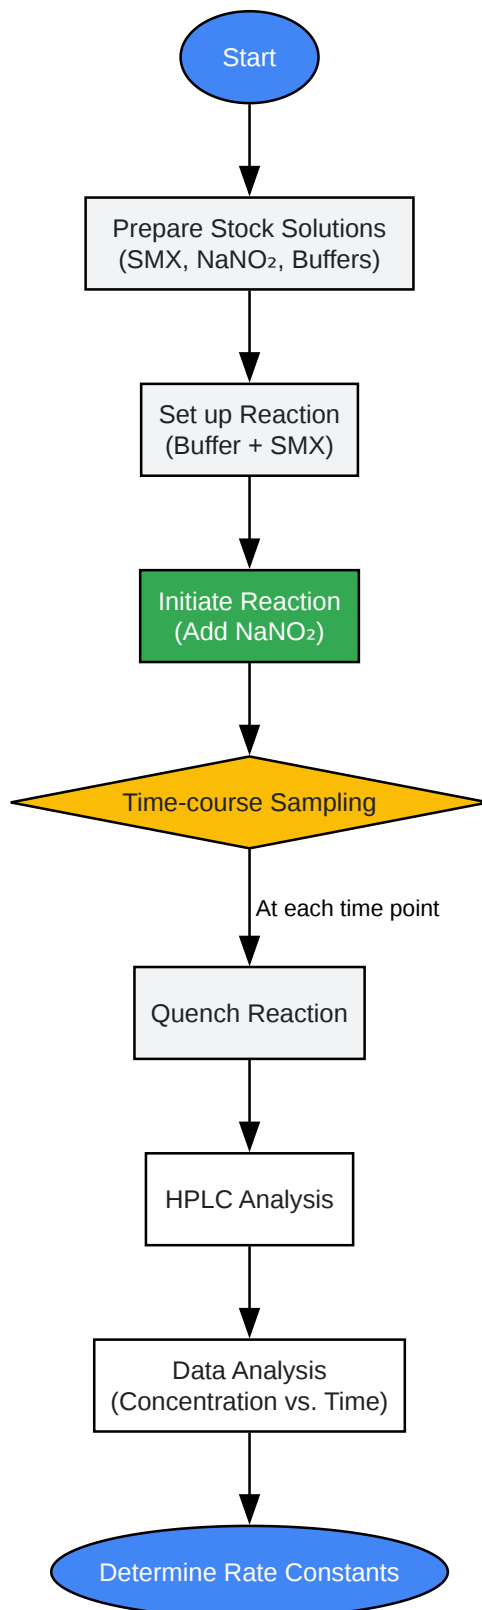 Start
Prepare Stock Solutions
(SMX, NaNO₂, Buffers)
Set up Reaction
(Buffer + SMX)
Initiate Reaction
(Add NaNO₂)
Time-course Sampling
At each time point
Quench Reaction
HPLC Analysis
Data Analysis
(Concentration vs. Time)
Determine Rate Constants